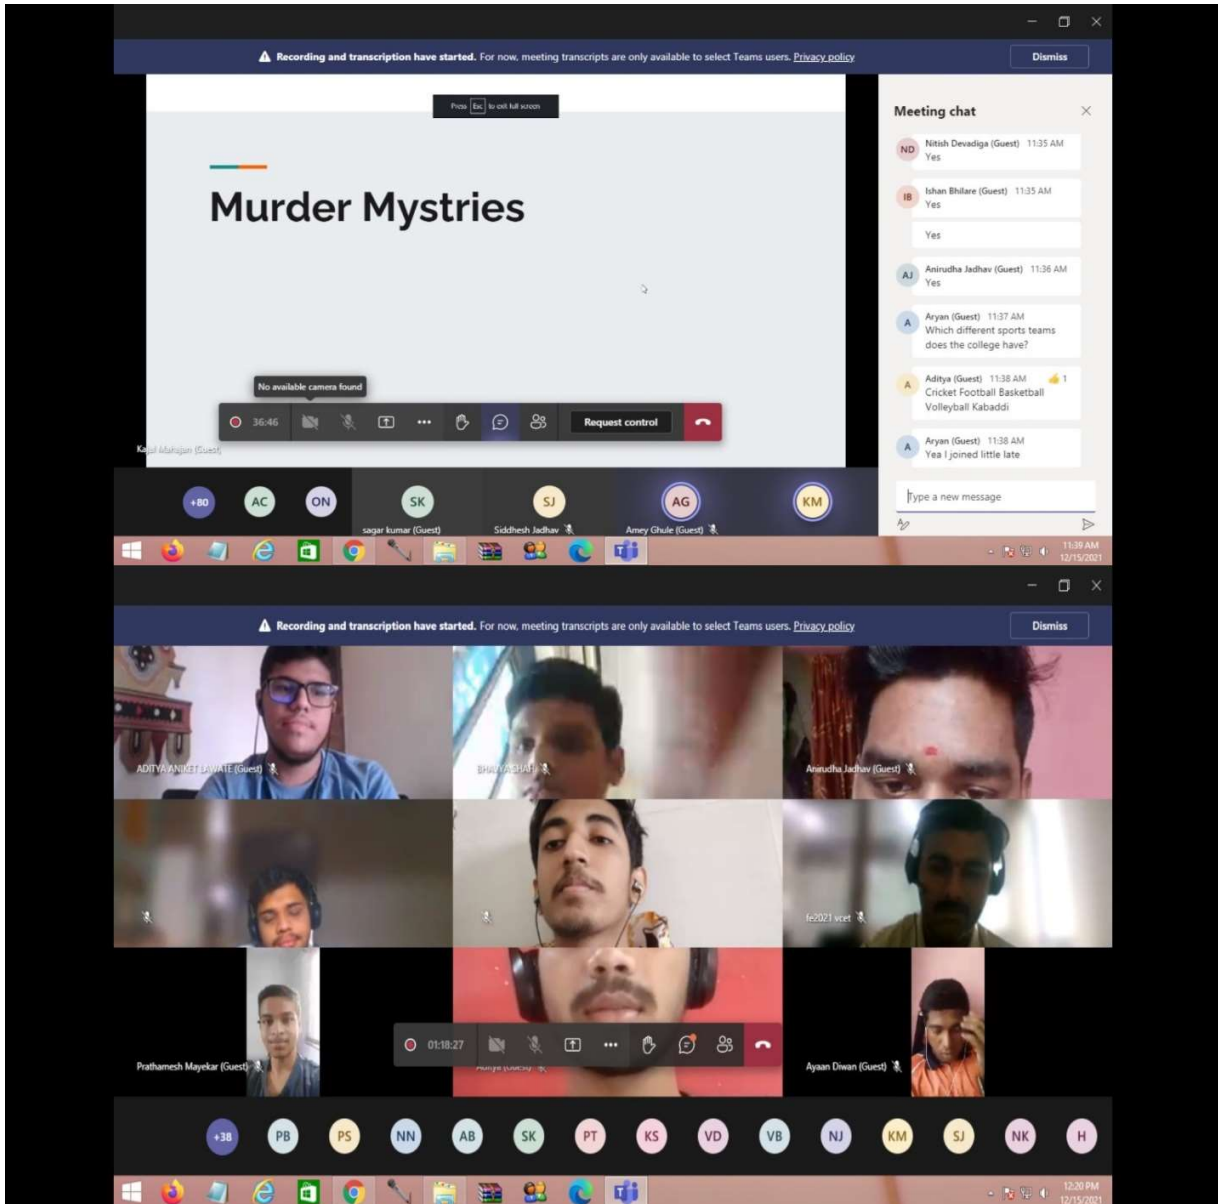 Recording and transcription have started. For now, meeting transcripts are only available to select Teams users. Privacy policy
Dismiss
Press Esc to exit full screen
Murder Mystries
No available camera found
36:46
Request control
Kajal Mahajan (Guest)
+80
AC
ON
SK
sagar kumar (Guest)
SJ
Siddhesh Jadhav
AG
Amey Ghule (Guest)
KM
Meeting chat
ND
Nitish Devadiga (Guest) 11:35 AM
Yes
IB
Ishan Bhilare (Guest) 11:35 AM
Yes
Yes
AJ
Anirudha Jadhav (Guest) 11:36 AM
Yes
A
Aryan (Guest) 11:37 AM
Which different sports teams
does the college have?
A
Aditya (Guest) 11:38 AM 1
Cricket Football Basketball
Volleyball Kabaddi
A
Aryan (Guest) 11:38 AM
Yea I joined little late
Type a new message
11:39 AM
12/15/2021
Recording and transcription have started. For now, meeting transcripts are only available to select Teams users. Privacy policy
Dismiss
ADITYA ANIKET LAWATE (Guest)
BHAVYA SHAH
Anirudha Jadhav (Guest)
fe2021 vcet
Prathamesh Mayekar (Guest)
01:18:27
Aditya (Guest)
Ayaan Diwan (Guest)
+38
PB
PS
NN
AB
SK
PT
KS
VD
VB
NJ
KM
SJ
NK
H
12:20 PM
12/15/2021